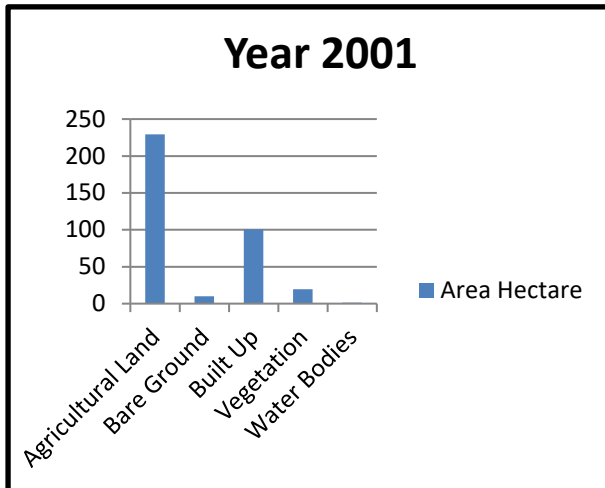 Year 2001
250
200
150
100
50
0
Area Hectare
Agricultural Land
Bare Ground
Built Up
Vegetation
Water Bodies